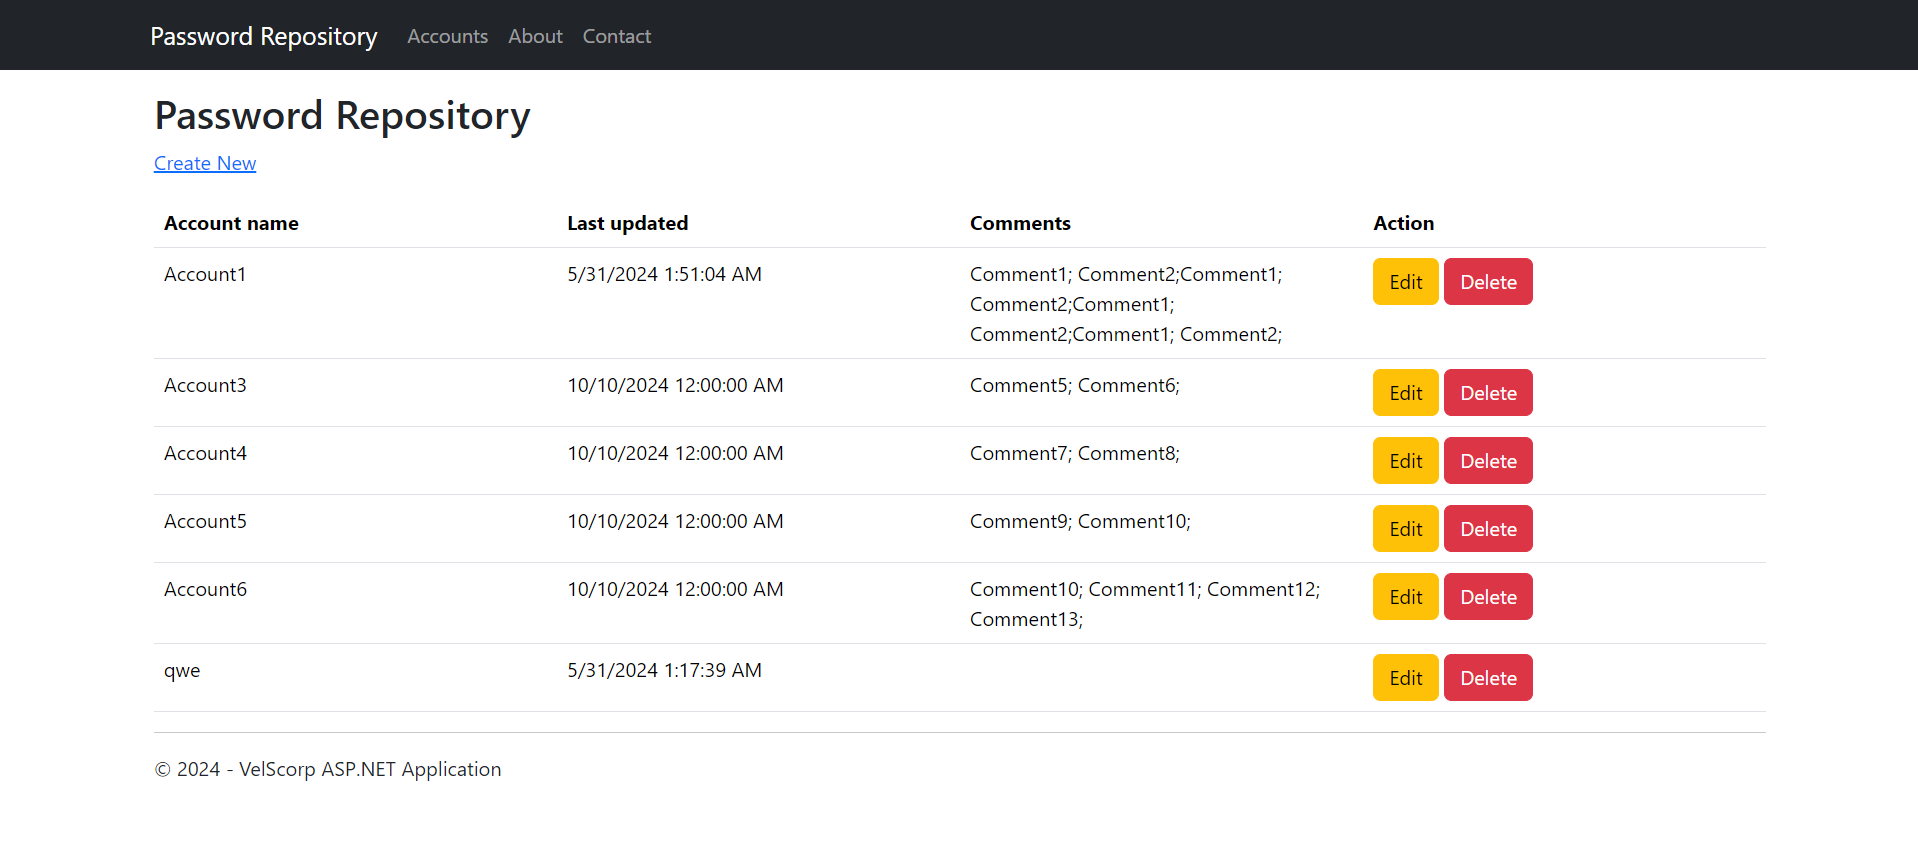 Password Repository Accounts About Contact
Password Repository
Create New
Account name Last updated Comments Action
Account1 5/31/2024 1:51:04 AM Comment1; Comment2;Comment1; Edit Delete
Comment2;Comment1;
Comment2;Comment1; Comment2;
Account3 10/10/2024 12:00:00 AM Comment5; Comment6; Edit Delete
Account4 10/10/2024 12:00:00 AM Comment7; Comment8; Edit Delete
Account5 10/10/2024 12:00:00 AM Comment9; Comment10; Edit Delete
Account6 10/10/2024 12:00:00 AM Comment10; Comment11; Comment12; Edit Delete
Comment13;
qwe 5/31/2024 1:17:39 AM Edit Delete
© 2024 - VelScorp ASP.NET Application